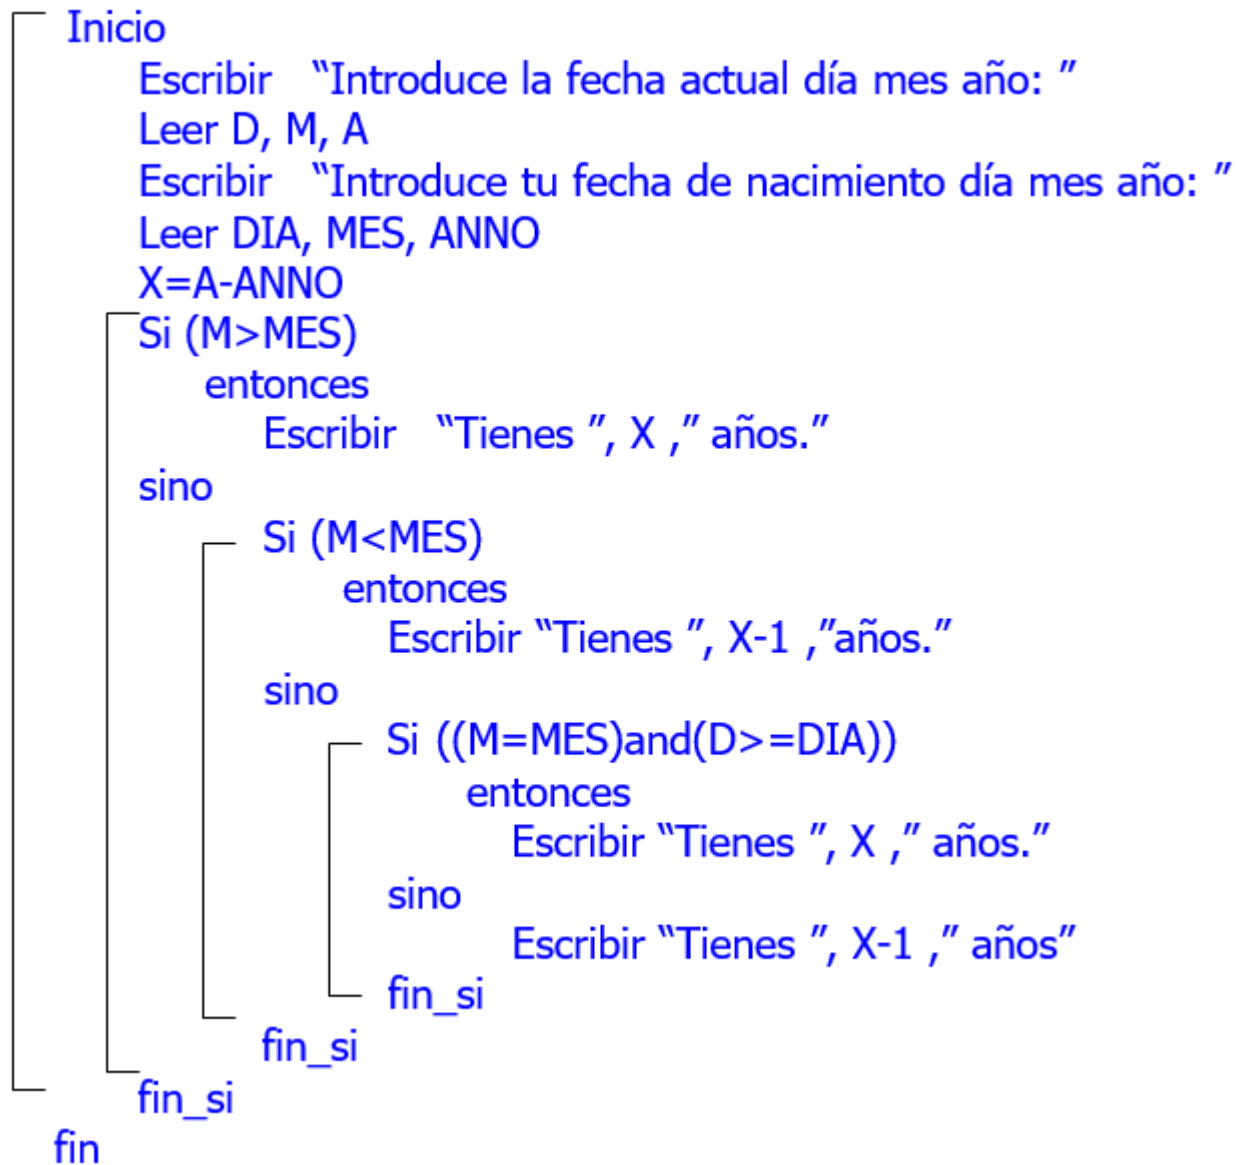 Inicio
Escribir “Introduce la fecha actual día mes año: ”
Leer D, M, A
Escribir “Introduce tu fecha de nacimiento día mes año: ”
Leer DIA, MES, ANNO
X=A-ANNO
Si (M>MES)
entonces
Escribir “Tienes ”, X ,” años.”
sino
Si (M<MES)
entonces
Escribir “Tienes ”, X-1 ,”años.”
sino
Si ((M=MES)and(D>=DIA))
entonces
Escribir “Tienes ”, X ,” años.”
sino
Escribir “Tienes ”, X-1 ,” años”
fin_si
fin_si
fin_si
fin